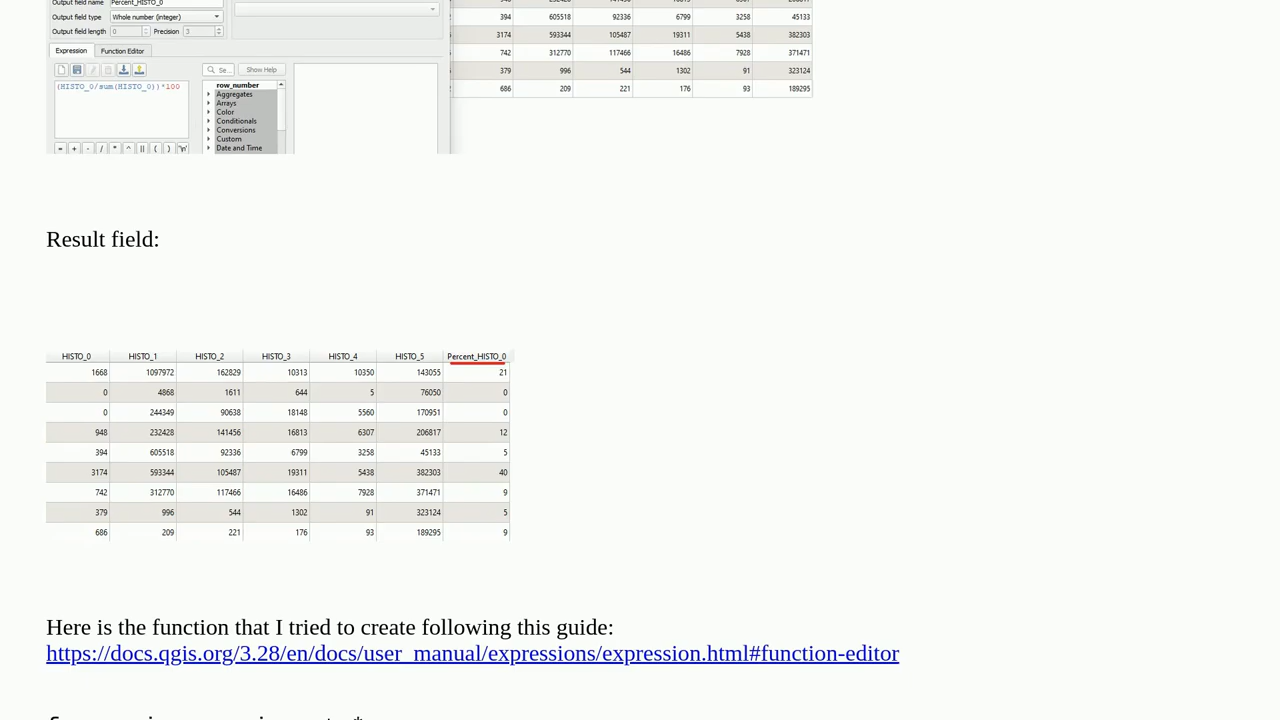 Output field name Percent_HISTO_0
Output field type Whole number (integer)
Output field length 0 Precision 3
Expression Function Editor
Se... Show Help
(HISTO_0/sum(HISTO_0))*100
row_number
Aggregates
Arrays
Color
Conditionals
Conversions
Custom
Date and Time
= + - / * ^ || ( ) '\n'
394 605518 92336 6799 3258 45133
3174 593344 105487 19311 5438 382303
742 312770 117466 16486 7928 371471
379 996 544 1302 91 323124
686 209 221 176 93 189295
Result field:
HISTO_0 HISTO_1 HISTO_2 HISTO_3 HISTO_4 HISTO_5 Percent_HISTO_0
1668 1097972 162829 10313 10350 143055 21
0 4868 1611 644 5 76050 0
0 244349 90638 18148 5560 170951 0
948 232428 141456 16813 6307 206817 12
394 605518 92336 6799 3258 45133 5
3174 593344 105487 19311 5438 382303 40
742 312770 117466 16486 7928 371471 9
379 996 544 1302 91 323124 5
686 209 221 176 93 189295 9
Here is the function that I tried to create following this guide:
https://docs.qgis.org/3.28/en/docs/user_manual/expressions/expression.html#function-editor